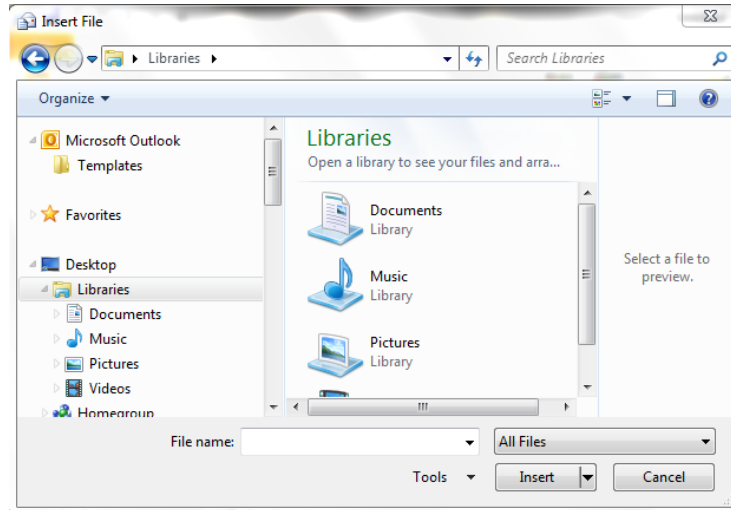 Insert File
Libraries
Search Libraries
Organize
Microsoft Outlook
Templates
Favorites
Desktop
Libraries
Documents
Music
Pictures
Videos
Homegroup
Libraries
Open a library to see your files and arra...
Documents
Library
Music
Library
Pictures
Library
Select a file to
preview.
File name:
All Files
Tools
Insert
Cancel